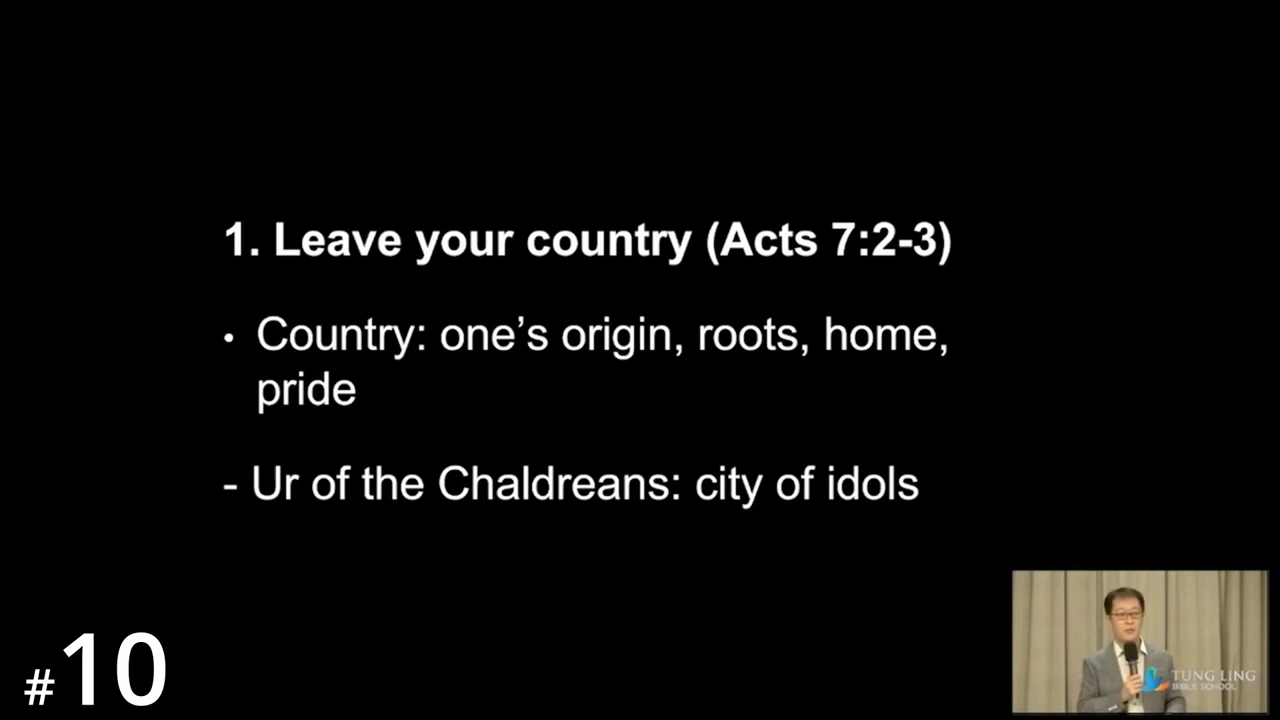 1. Leave your country (Acts 7:2-3)
• Country: one’s origin, roots, home,
pride
- Ur of the Chaldreans: city of idols
#10
TUNG LING
BIBLE SCHOOL